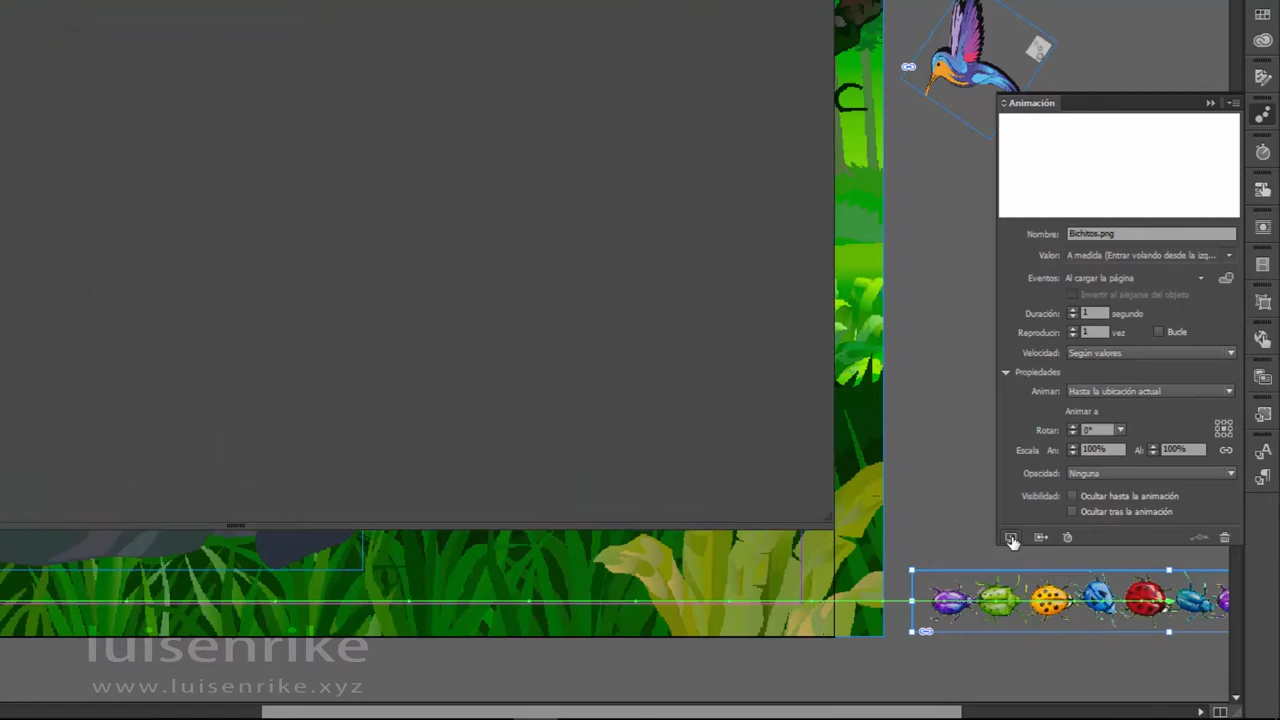 Animación
Nombre: Bichitos.png
Valor: A medida (Entrar volando desde la izq...
Eventos: Al cargar la página
Invertir al alejarse del objeto
Duración: 1 segundo
Reproducir: 1 vez Bucle
Velocidad: Según valores
Propiedades
Animar: Hasta la ubicación actual
Animar a
Rotar: 0°
Escala An: 100% Al: 100%
Opacidad: Ninguna
Visibilidad: Ocultar hasta la animación
Ocultar tras la animación
luisenrike
www.luisenrike.xyz